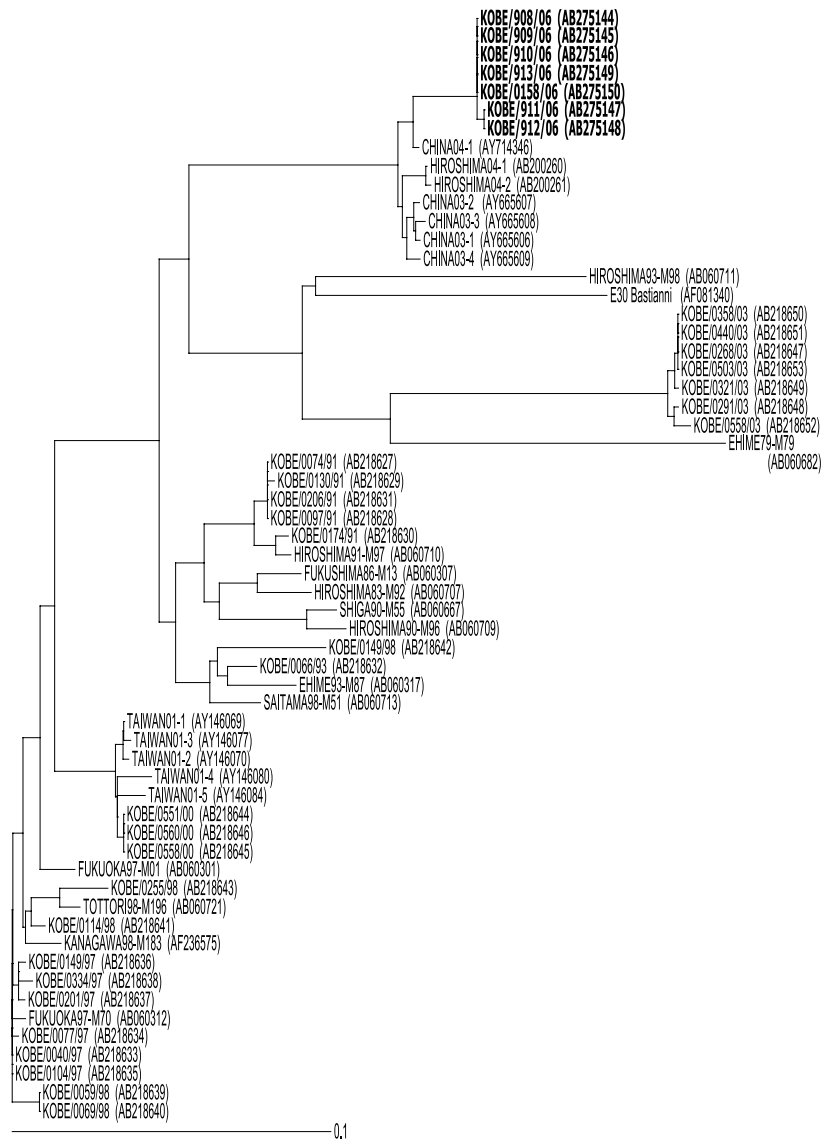 KOBE/908/06 (AB275144)
KOBE/909/06 (AB275145)
KOBE/910/06 (AB275146)
KOBE/913/06 (AB275149)
KOBE/0158/06 (AB275150)
KOBE/911/06 (AB275147)
KOBE/912/06 (AB275148)
CHINA04-1 (AY714346)
HIROSHIMA04-1 (AB200260)
HIROSHIMA04-2 (AB200261)
CHINA03-2 (AY665607)
CHINA03-3 (AY665608)
CHINA03-1 (AY665606)
CHINA03-4 (AY665609)
HIROSHIMA93-M98 (AB060711)
E30 Bastianni (AF081340)
KOBE/0358/03 (AB218650)
KOBE/0440/03 (AB218651)
KOBE/0268/03 (AB218647)
KOBE/0503/03 (AB218653)
KOBE/0321/03 (AB218649)
KOBE/0291/03 (AB218648)
KOBE/0558/03 (AB218652)
EHIME79-M79
(AB060682)
KOBE/0074/91 (AB218627)
KOBE/0130/91 (AB218629)
KOBE/0206/91 (AB218631)
KOBE/0097/91 (AB218628)
KOBE/0174/91 (AB218630)
HIROSHIMA91-M97 (AB060710)
FUKUSHIMA86-M13 (AB060307)
HIROSHIMA83-M92 (AB060707)
SHIGA90-M55 (AB060667)
HIROSHIMA90-M96 (AB060709)
KOBE/0149/98 (AB218642)
KOBE/0066/93 (AB218632)
EHIME93-M87 (AB060317)
SAITAMA98-M51 (AB060713)
TAIWAN01-1 (AY146069)
TAIWAN01-3 (AY146077)
TAIWAN01-2 (AY146070)
TAIWAN01-4 (AY146080)
TAIWAN01-5 (AY146084)
KOBE/0551/00 (AB218644)
KOBE/0560/00 (AB218646)
KOBE/0558/00 (AB218645)
FUKUOKA97-M01 (AB060301)
KOBE/0255/98 (AB218643)
TOTTORI98-M196 (AB060721)
KOBE/0114/98 (AB218641)
KANAGAWA98-M183 (AF236575)
KOBE/0149/97 (AB218636)
KOBE/0334/97 (AB218638)
KOBE/0201/97 (AB218637)
FUKUOKA97-M70 (AB060312)
KOBE/0077/97 (AB218634)
KOBE/0040/97 (AB218633)
KOBE/0104/97 (AB218635)
KOBE/0059/98 (AB218639)
KOBE/0069/98 (AB218640)
0.1